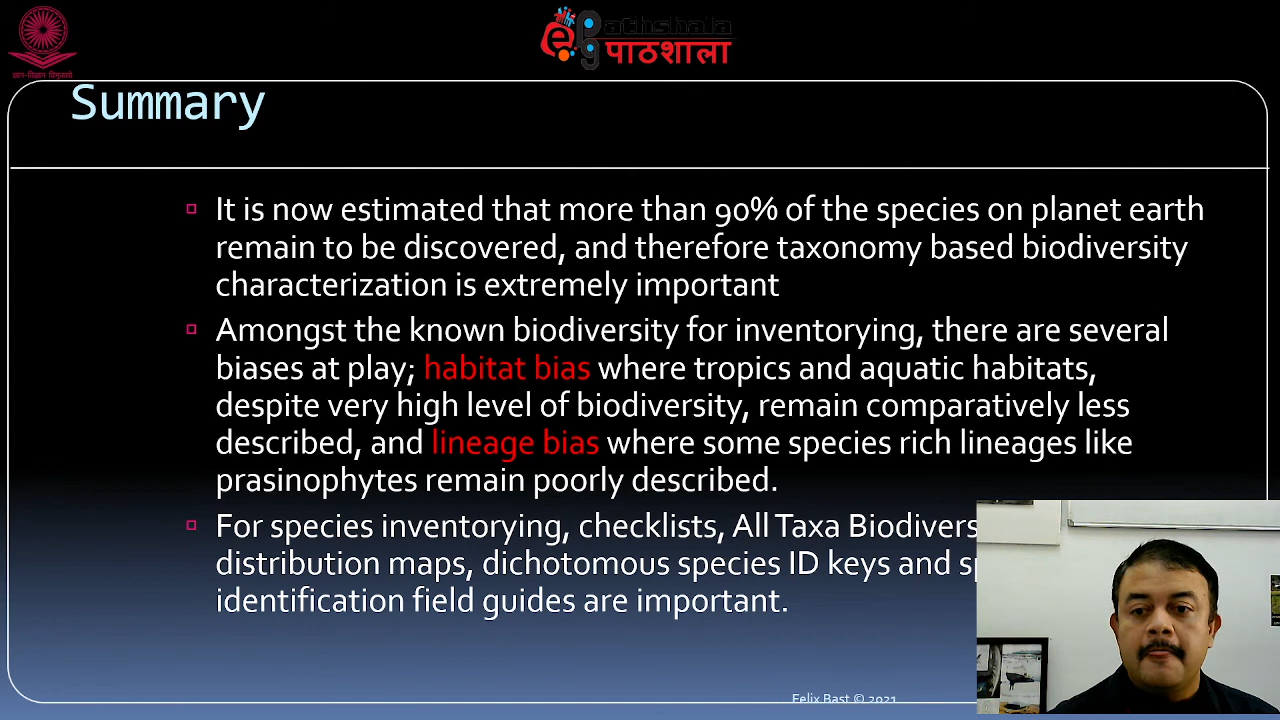 ePg Pathshala
पाठशाला
ज्ञान-विज्ञान विमुक्तये
Summary
It is now estimated that more than 90% of the species on planet earth
remain to be discovered, and therefore taxonomy based biodiversity
characterization is extremely important
Amongst the known biodiversity for inventorying, there are several
biases at play; habitat bias where tropics and aquatic habitats,
despite very high level of biodiversity, remain comparatively less
described, and lineage bias where some species rich lineages like
prasinophytes remain poorly described.
For species inventorying, checklists, All Taxa Biodivers
distribution maps, dichotomous species ID keys and sp
identification field guides are important.
Felix Bast © 2021